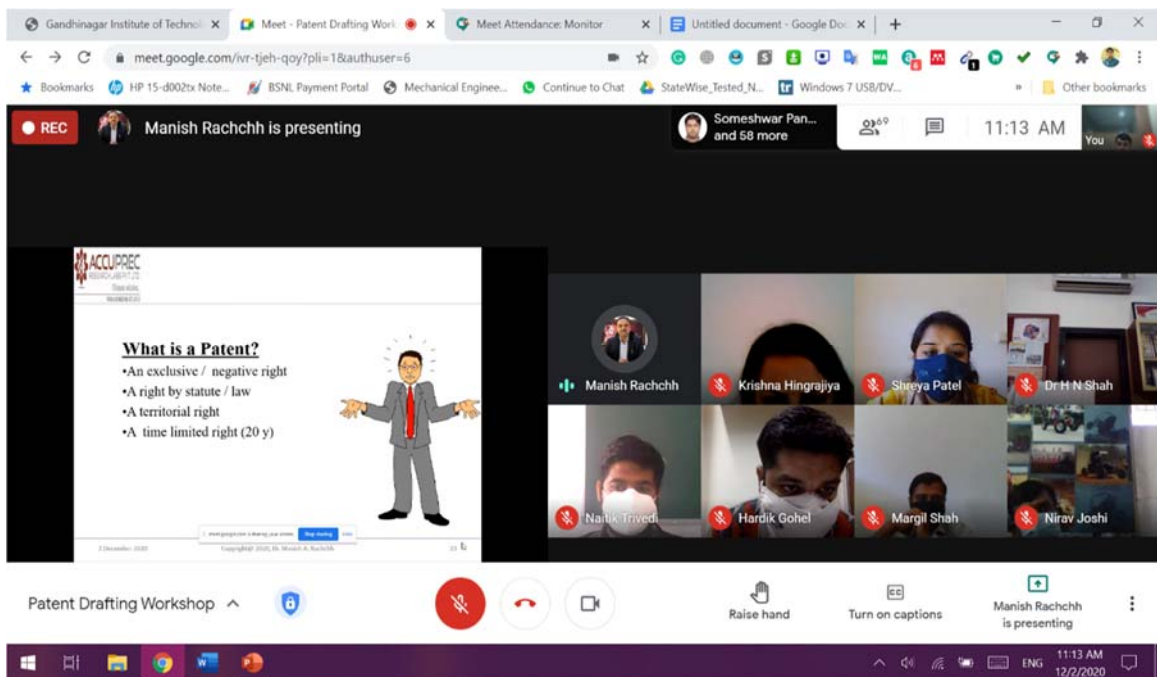 Gandhinagar Institute of Technol
Meet - Patent Drafting Work
Meet Attendance: Monitor
Untitled document - Google Doc
meet.google.com/ivr-tjeh-qoy?pli=1&authuser=6
Bookmarks
HP 15-d002tx Note...
BSNL Payment Portal
Mechanical Enginee...
Continue to Chat
StateWise_Tested_N...
Windows 7 USB/DV...
Other bookmarks
REC
Manish Rachchh is presenting
Someshwar Pan...
and 58 more
69
11:13 AM
You
ACCUPREC
What is a Patent?
•An exclusive / negative right
•A right by statute / law
•A territorial right
•A time limited right (20 y)
Stop sharing
2 December 2020
Copyright@ 2020, Dr. Manish A. Rachchh
23
Manish Rachchh
Krishna Hingrajiya
Shreya Patel
Dr H N Shah
Naitik Trivedi
Hardik Gohel
Margil Shah
Nirav Joshi
Patent Drafting Workshop
Raise hand
Turn on captions
Manish Rachchh
is presenting
ENG
11:13 AM
12/2/2020